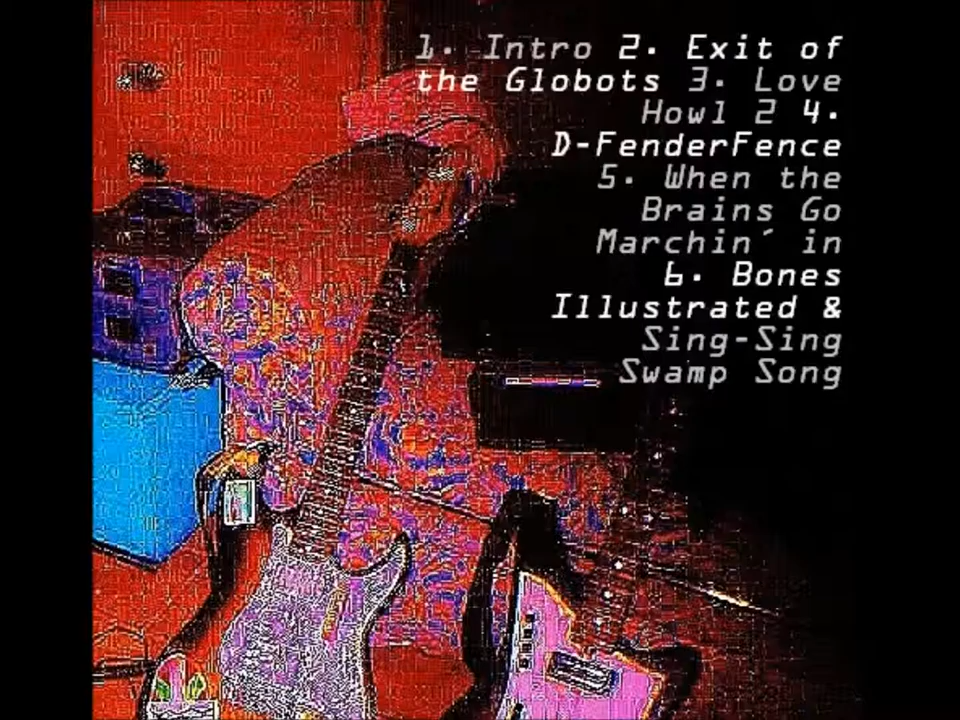 1. Intro 2. Exit of
the Globots 3. Love
Howl 2 4.
D-FenderFence
5. When the
Brains Go
Marchin´ in
6. Bones
Illustrated &
Sing-Sing
Swamp Song